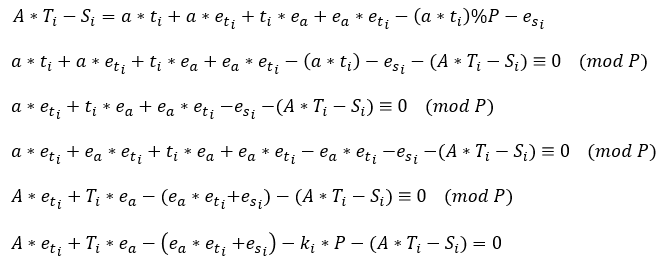 A * T_i − S_i = a * t_i + a * e_{t_i} + t_i * e_a + e_a * e_{t_i} − (a * t_i)%P − e_{s_i}
a * t_i + a * e_{t_i} + t_i * e_a + e_a * e_{t_i} − (a * t_i) − e_{s_i} − (A * T_i − S_i) ≡ 0 (mod P)
a * e_{t_i} + t_i * e_a + e_a * e_{t_i} − e_{s_i} − (A * T_i − S_i) ≡ 0 (mod P)
a * e_{t_i} + e_a * e_{t_i} + t_i * e_a + e_a * e_{t_i} − e_a * e_{t_i} − e_{s_i} − (A * T_i − S_i) ≡ 0 (mod P)
A * e_{t_i} + T_i * e_a − (e_a * e_{t_i} + e_{s_i}) − (A * T_i − S_i) ≡ 0 (mod P)
A * e_{t_i} + T_i * e_a − (e_a * e_{t_i} + e_{s_i}) − k_i * P − (A * T_i − S_i) = 0